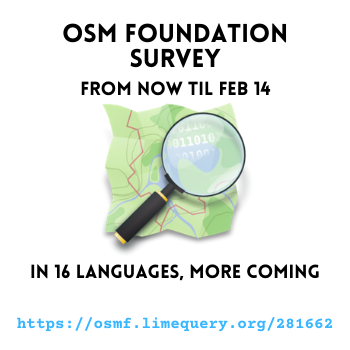 OSM FOUNDATION
SURVEY
FROM NOW TIL FEB 14
IN 16 LANGUAGES, MORE COMING
https://osmf.limequery.org/281662